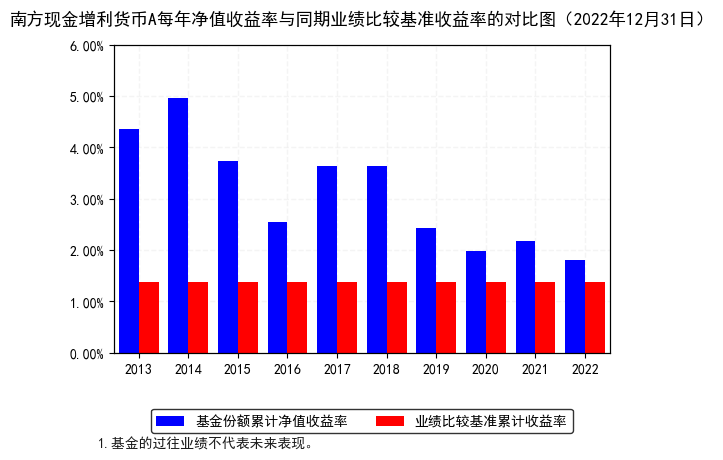 南方现金增利货币A每年净值收益率与同期业绩比较基准收益率的对比图（2022年12月31日）
6.00%
5.00%
4.00%
3.00%
2.00%
1.00%
0.00%
2013 2014 2015 2016 2017 2018 2019 2020 2021 2022
基金份额累计净值收益率 业绩比较基准累计收益率
1.基金的过往业绩不代表未来表现。